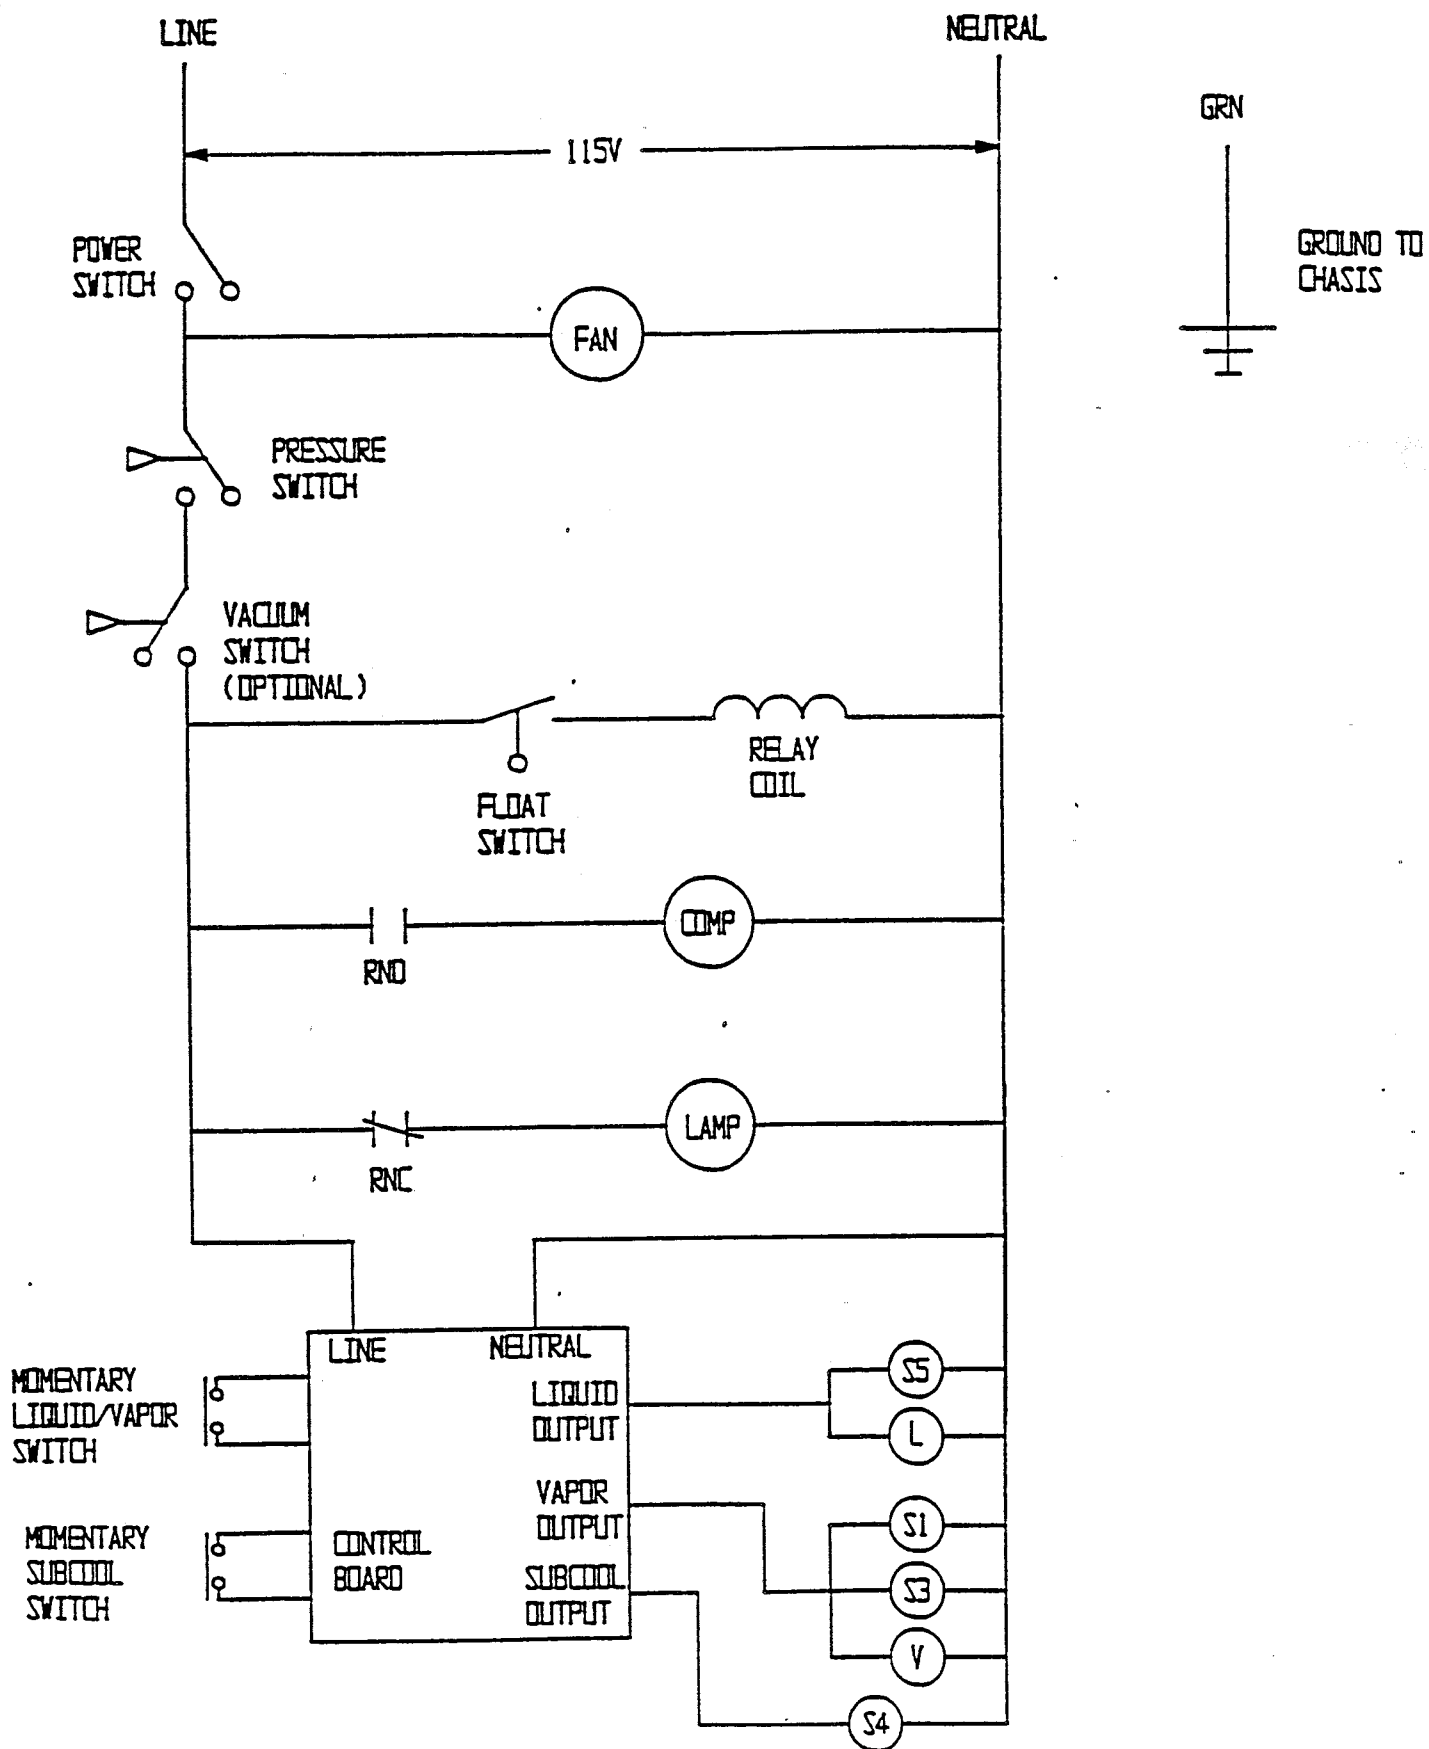 LINE
NEUTRAL
GRN
115V
POWER
SWITCH
GROUND TO
CHASIS
FAN
PRESSURE
SWITCH
VACUUM
SWITCH
(OPTIONAL)
RELAY
COIL
FLOAT
SWITCH
COMP
RNO
LAMP
RNC
LINE
NEUTRAL
MOMENTARY
LIQUID/VAPOR
SWITCH
LIQUID
OUTPUT
S5
L
VAPOR
OUTPUT
S1
MOMENTARY
SUBCOOL
SWITCH
CONTROL
BOARD
SUBCOOL
OUTPUT
S3
V
S4